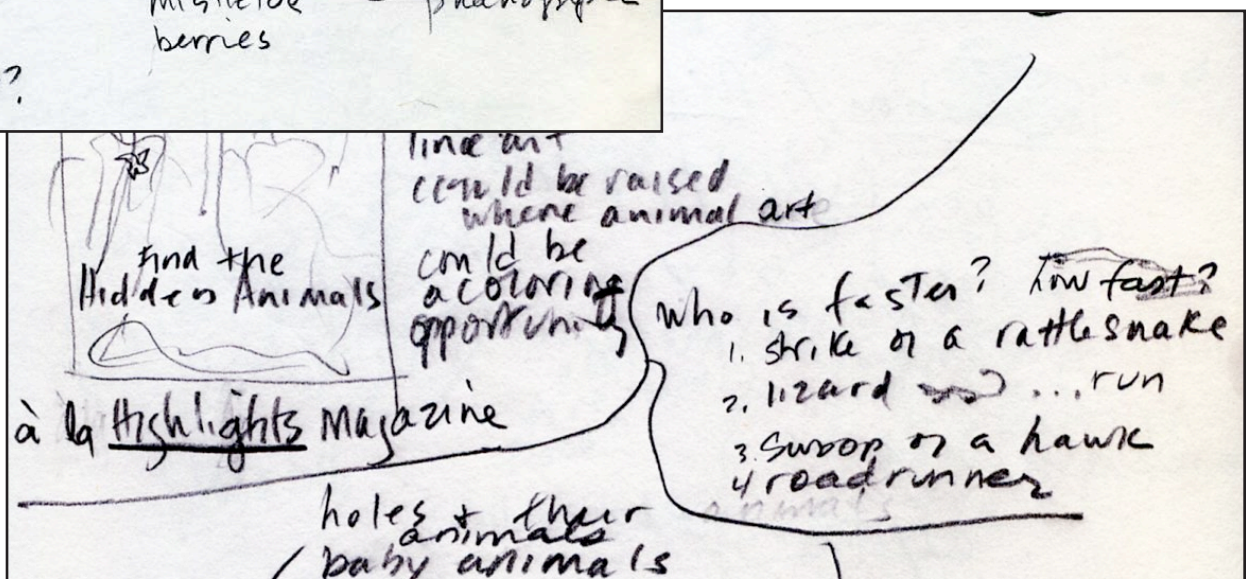 mistletoe
berries
?
line art
could be raised
where animal art
could be
a coloring
opportunity
Find the
Hidden Animals
à la Highlights Magazine
who is faster? How fast?
1. strike of a rattlesnake
2. lizard ... run
3. swoop of a hawk
4 roadrunner
animals
holes + their
animals
baby animals